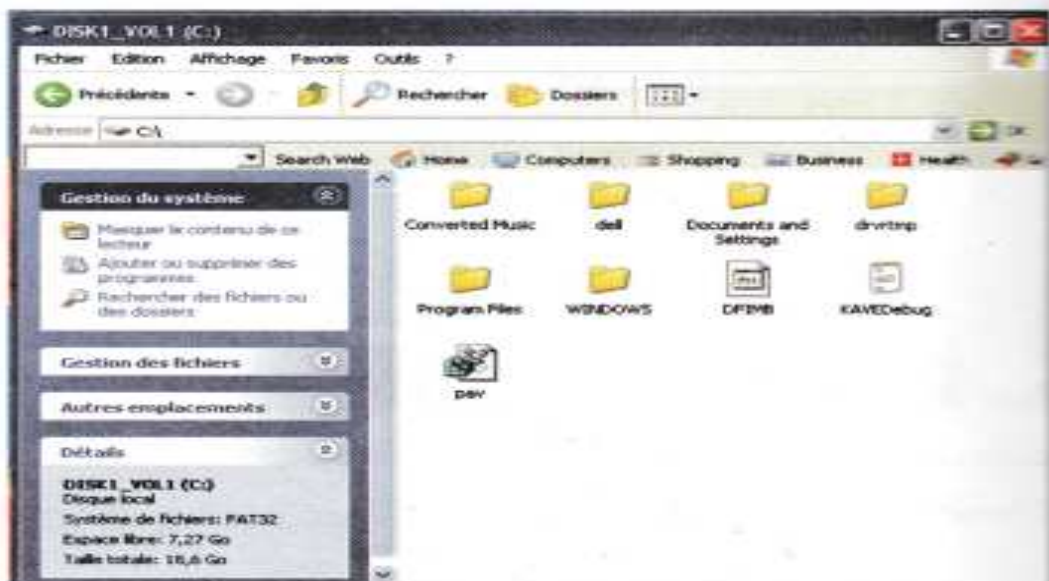 DISK1_VOL1 (C:)
Fichier Edition Affichage Favoris Outils ?
Précédente Rechercher Dossiers
Adresse C:\
Search Web Home Computers Shopping Business Health
Gestion du système
Masquer le contenu de ce
lecteur
Ajouter ou supprimer des
programmes
Rechercher des fichiers ou
des dossiers
Gestion des fichiers
Autres emplacements
Détails
DISK1_VOL1 (C:)
Disque local
Système de fichiers: FAT32
Espace libre: 7,27 Go
Taille totale: 18,6 Go
Converted Music dell Documents and drvrtmp
Settings
Program Files WINDOWS DFIMB KAVEDebug